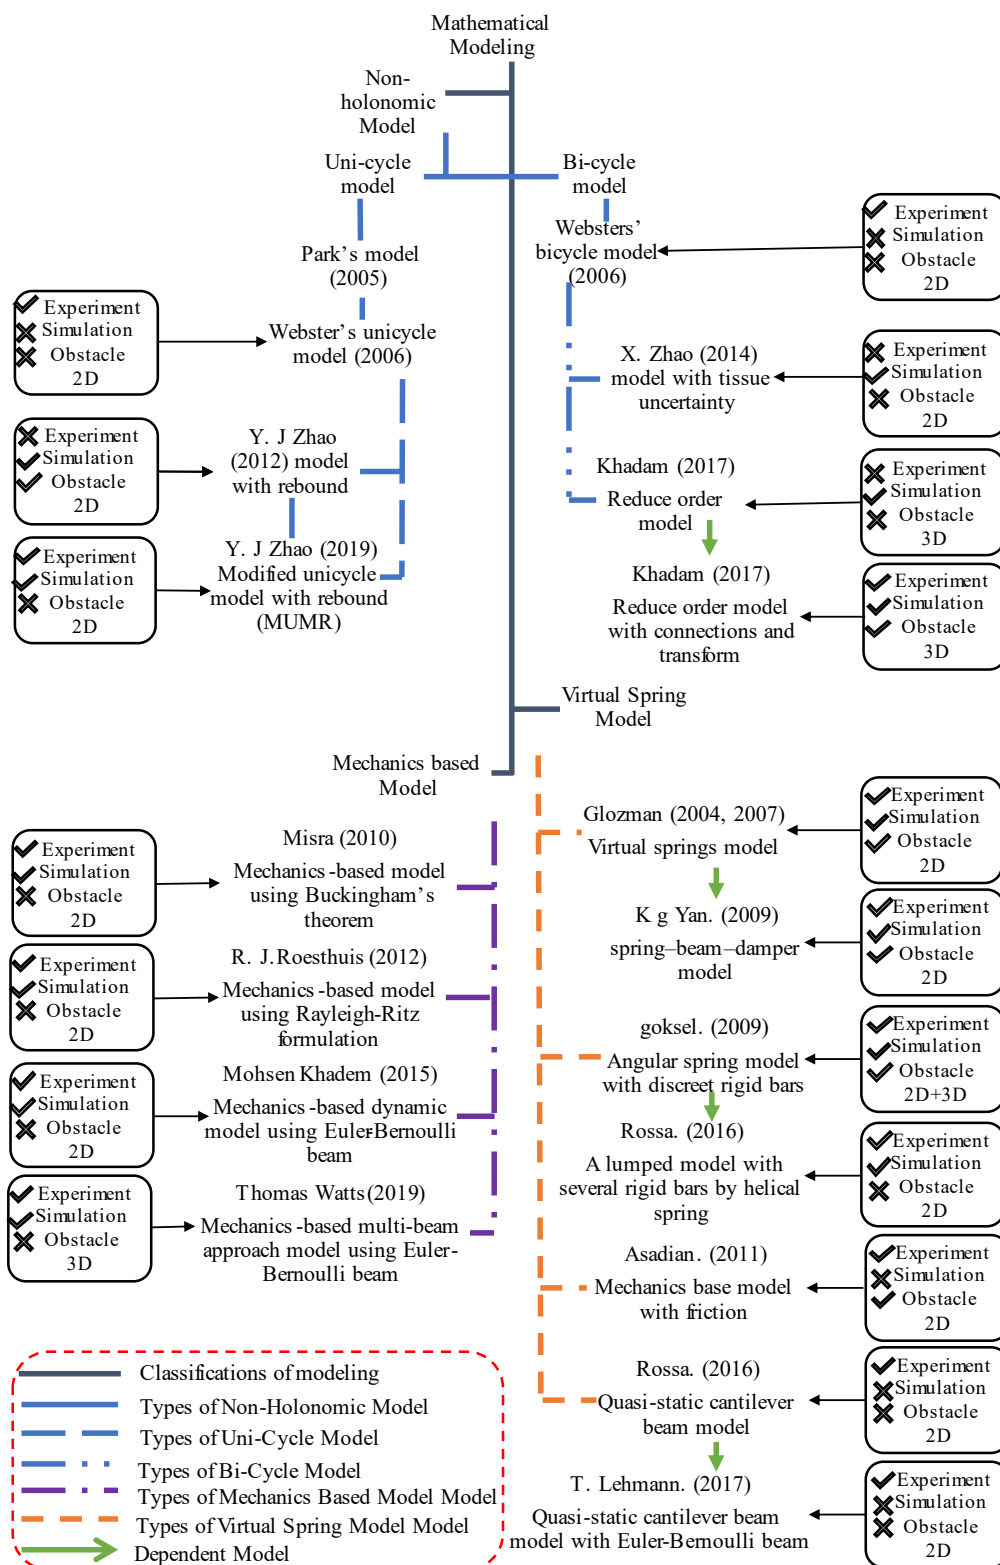 Mathematical
Modeling
Non-
holonomic
Model
Uni-cycle
model
Bi-cycle
model
Park's model
(2005)
Webster's unicycle
model (2006)
Experiment
Simulation
Obstacle
2D
Y. J Zhao
(2012) model
with rebound
Experiment
Simulation
Obstacle
2D
Y. J Zhao (2019)
Modified unicycle
model with rebound
(MUMR)
Experiment
Simulation
Obstacle
2D
Websters'
bicycle model
(2006)
Experiment
Simulation
Obstacle
2D
X. Zhao (2014)
model with tissue
uncertainty
Experiment
Simulation
Obstacle
2D
Khadam (2017)
Reduce order
model
Experiment
Simulation
Obstacle
3D
Khadam (2017)
Reduce order model
with connections and
transform
Experiment
Simulation
Obstacle
3D
Virtual Spring
Model
Mechanics based
Model
Misra (2010)
Mechanics-based model
using Buckingham's
theorem
Experiment
Simulation
Obstacle
2D
R. J. Roesthuis (2012)
Mechanics-based model
using Rayleigh-Ritz
formulation
Experiment
Simulation
Obstacle
2D
Mohsen Khadem (2015)
Mechanics-based dynamic
model using Euler-Bernoulli
beam
Experiment
Simulation
Obstacle
2D
Thomas Watts (2019)
Mechanics-based multi-beam
approach model using Euler-
Bernoulli beam
Experiment
Simulation
Obstacle
3D
Glozman (2004, 2007)
Virtual springs model
Experiment
Simulation
Obstacle
2D
K g Yan. (2009)
spring–beam–damper
model
Experiment
Simulation
Obstacle
2D
goksel. (2009)
Angular spring model
with discreet rigid bars
Experiment
Simulation
Obstacle
2D+3D
Rossa. (2016)
A lumped model with
several rigid bars by helical
spring
Experiment
Simulation
Obstacle
2D
Asadian. (2011)
Mechanics base model
with friction
Experiment
Simulation
Obstacle
2D
Rossa. (2016)
Quasi-static cantilever
beam model
Experiment
Simulation
Obstacle
2D
T. Lehmann. (2017)
Quasi-static cantilever beam
model with Euler-Bernoulli beam
Experiment
Simulation
Obstacle
2D
Classifications of modeling
Types of Non-Holonomic Model
Types of Uni-Cycle Model
Types of Bi-Cycle Model
Types of Mechanics Based Model Model
Types of Virtual Spring Model Model
Dependent Model